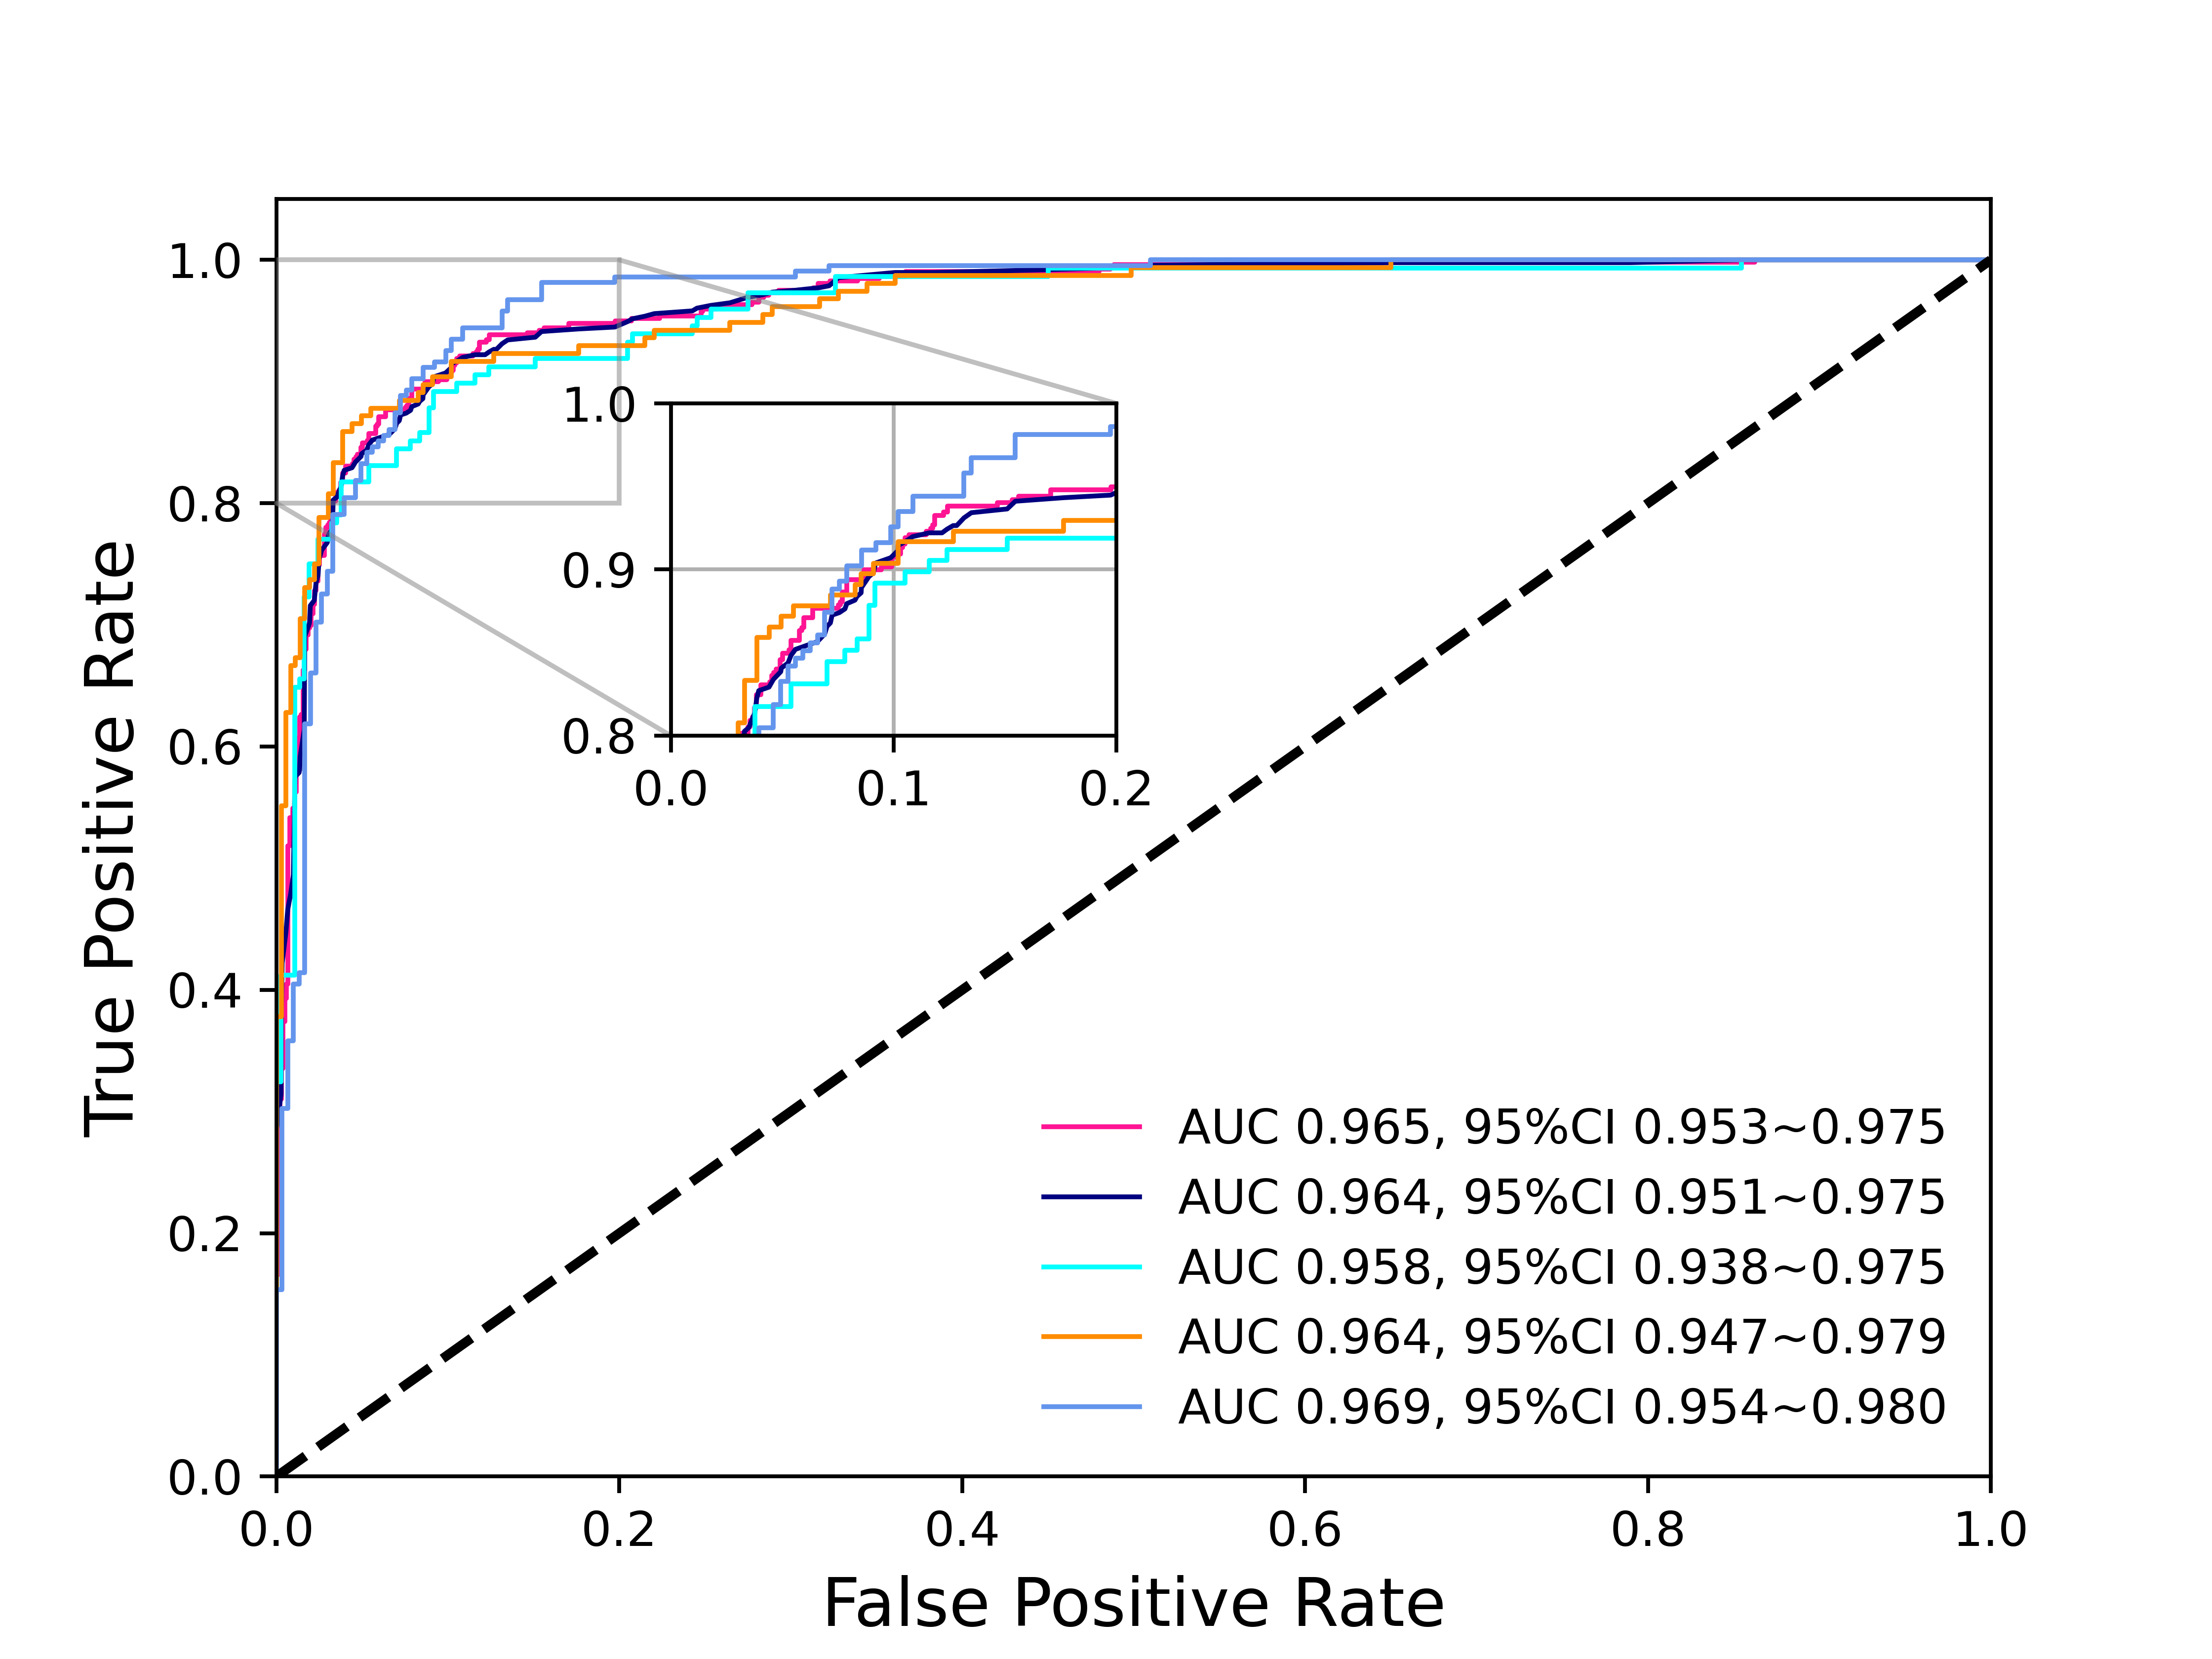 1.0
0.8
0.6
0.4
0.2
0.0
True Positive Rate
1.0
0.9
0.8
0.0 0.1 0.2
AUC 0.965, 95%CI 0.953~0.975
AUC 0.964, 95%CI 0.951~0.975
AUC 0.958, 95%CI 0.938~0.975
AUC 0.964, 95%CI 0.947~0.979
AUC 0.969, 95%CI 0.954~0.980
0.0 0.2 0.4 0.6 0.8 1.0
False Positive Rate